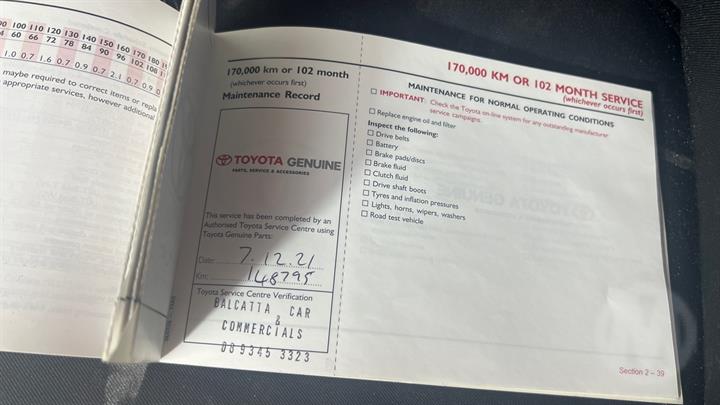 90 100 110 120 130 140 150 160 170 180
60 66 72 78 84 90 96 102 108
1.0 0.7 1.6 0.7 0.9 0.7 2.1 0.7 0.9
maybe required to correct items or
appropriate services, however additional
170,000 km or 102 month
(whichever occurs first)
Maintenance Record
TOYOTA GENUINE
PARTS, SERVICE & ACCESSORIES
This service has been completed by an
Authorised Toyota Service Centre using
Toyota Genuine Parts:
Date: 7.12.21
Km: 148795
Toyota Service Centre Verification
BALCATTA CAR
&
COMMERCIALS
08 9345 3323
170,000 KM OR 102 MONTH SERVICE
(whichever occurs first)
MAINTENANCE FOR NORMAL OPERATING CONDITIONS
☐ IMPORTANT: Check the Toyota on-line system for any outstanding manufacturer
service campaigns.
☐ Replace engine oil and filter
Inspect the following:
☐ Drive belts
☐ Battery
☐ Brake pads/discs
☐ Brake fluid
☐ Clutch fluid
☐ Drive shaft boots
☐ Tyres and inflation pressures
☐ Lights, horns, wipers, washers
☐ Road test vehicle
Section 2 – 39